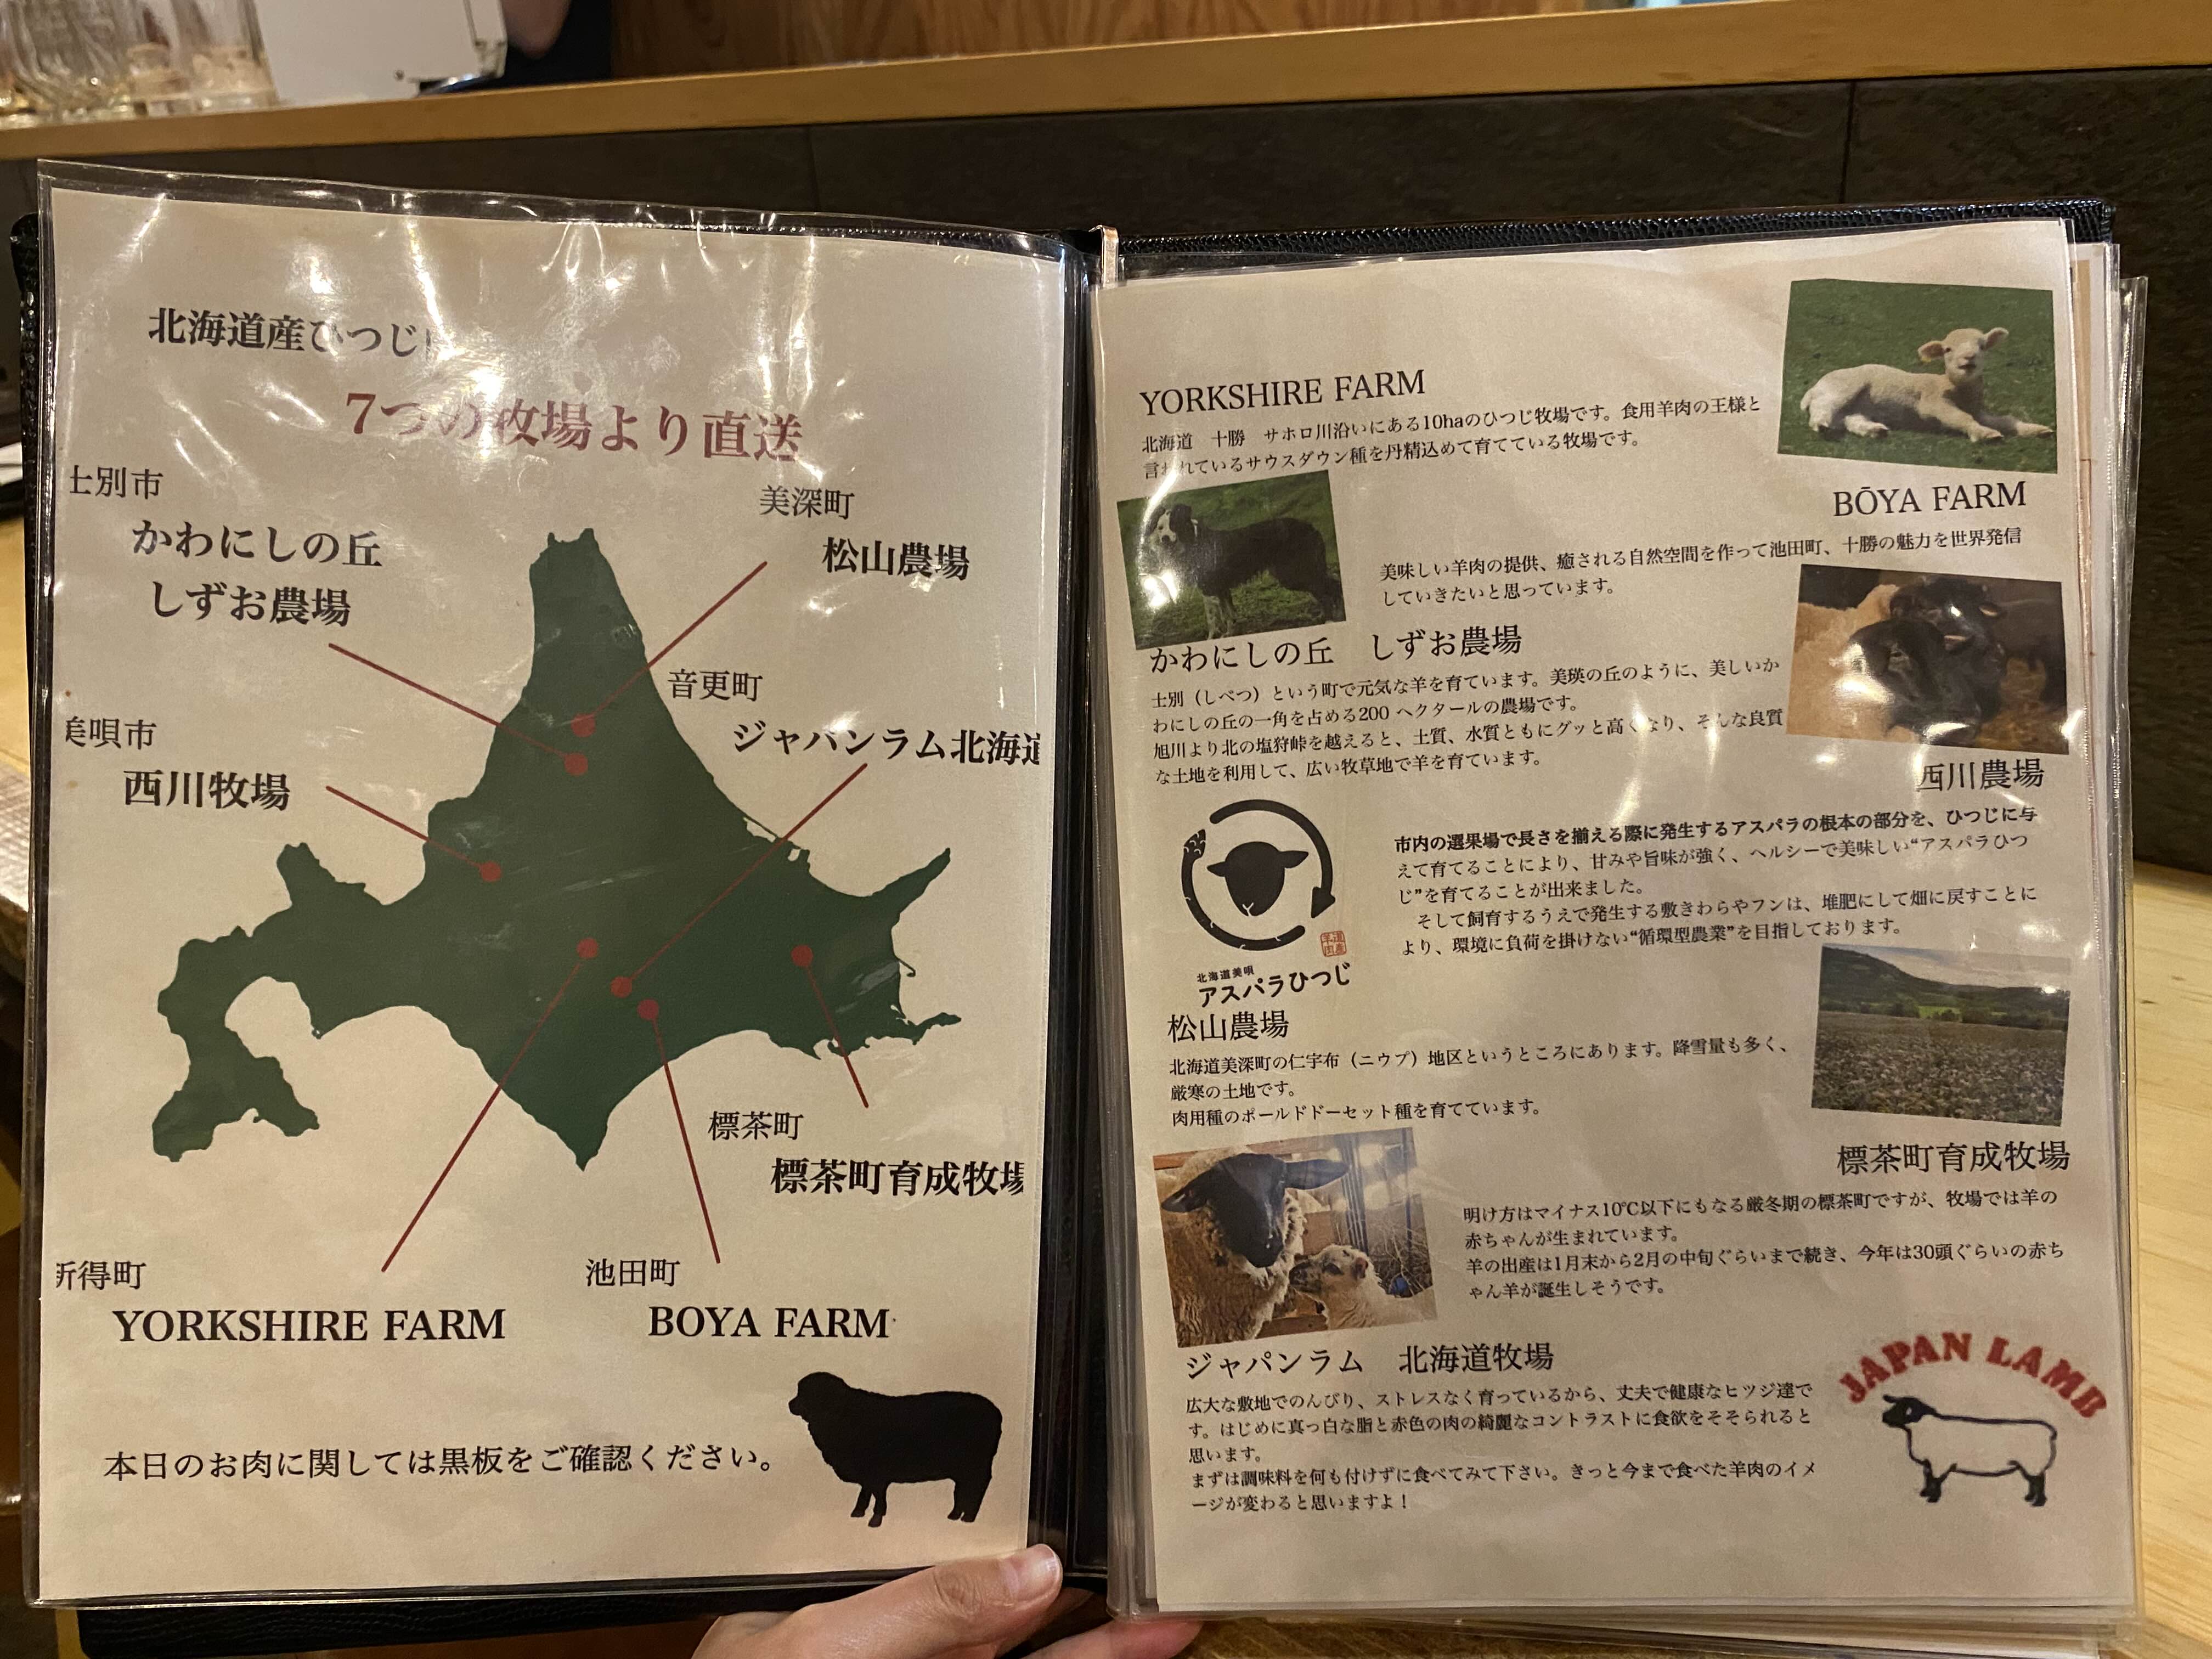 北海道産ひつじ
7つの牧場より直送
士別市
かわにしの丘
しずお農場
美深町
松山農場
音更町
ジャパンラム北海道
美唄市
西川牧場
標茶町
標茶町育成牧場
新得町
YORKSHIRE FARM
池田町
BOYA FARM
本日のお肉に関しては黒板をご確認ください。
YORKSHIRE FARM
北海道　十勝　サホロ川沿いにある10haのひつじ牧場です。食用羊肉の王様と
言われているサウスダウン種を丹精込めて育てている牧場です。
BŌYA FARM
美味しい羊肉の提供、癒される自然空間を作って池田町、十勝の魅力を世界発信
していきたいと思っています。
かわにしの丘　しずお農場
士別（しべつ）という町で元気な羊を育ています。美瑛の丘のように、美しいか
わにしの丘の一角を占める200 ヘクタールの農場です。
旭川より北の塩狩峠を越えると、土質、水質ともにグッと高くなり、そんな良質
な土地を利用して、広い牧草地で羊を育ています。
西川農場
市内の選果場で長さを揃える際に発生するアスパラの根本の部分を、ひつじに与
えて育てることにより、甘みや旨味が強く、ヘルシーで美味しい“アスパラひつ
じ”を育てることが出来ました。
そして飼育するうえで発生する敷きわらやフンは、堆肥にして畑に戻すことに
より、環境に負荷を掛けない“循環型農業”を目指しております。
北海道美唄
アスパラひつじ
松山農場
北海道美深町の仁宇布（ニウプ）地区というところにあります。降雪量も多く、
厳寒の土地です。
肉用種のポールドドーセット種を育てています。
標茶町育成牧場
明け方はマイナス10℃以下にもなる厳冬期の標茶町ですが、牧場では羊の
赤ちゃんが生まれています。
羊の出産は1月末から2月の中旬ぐらいまで続き、今年は30頭ぐらいの赤ち
ゃん羊が誕生しそうです。
ジャパンラム　北海道牧場
広大な敷地でのんびり、ストレスなく育っているから、丈夫で健康なヒツジ達で
す。はじめに真っ白な脂と赤色の肉の綺麗なコントラストに食欲をそそられると
思います。
まずは調味料を何も付けずに食べてみて下さい。きっと今まで食べた羊肉のイメ
ージが変わると思いますよ！
JAPAN LAMB